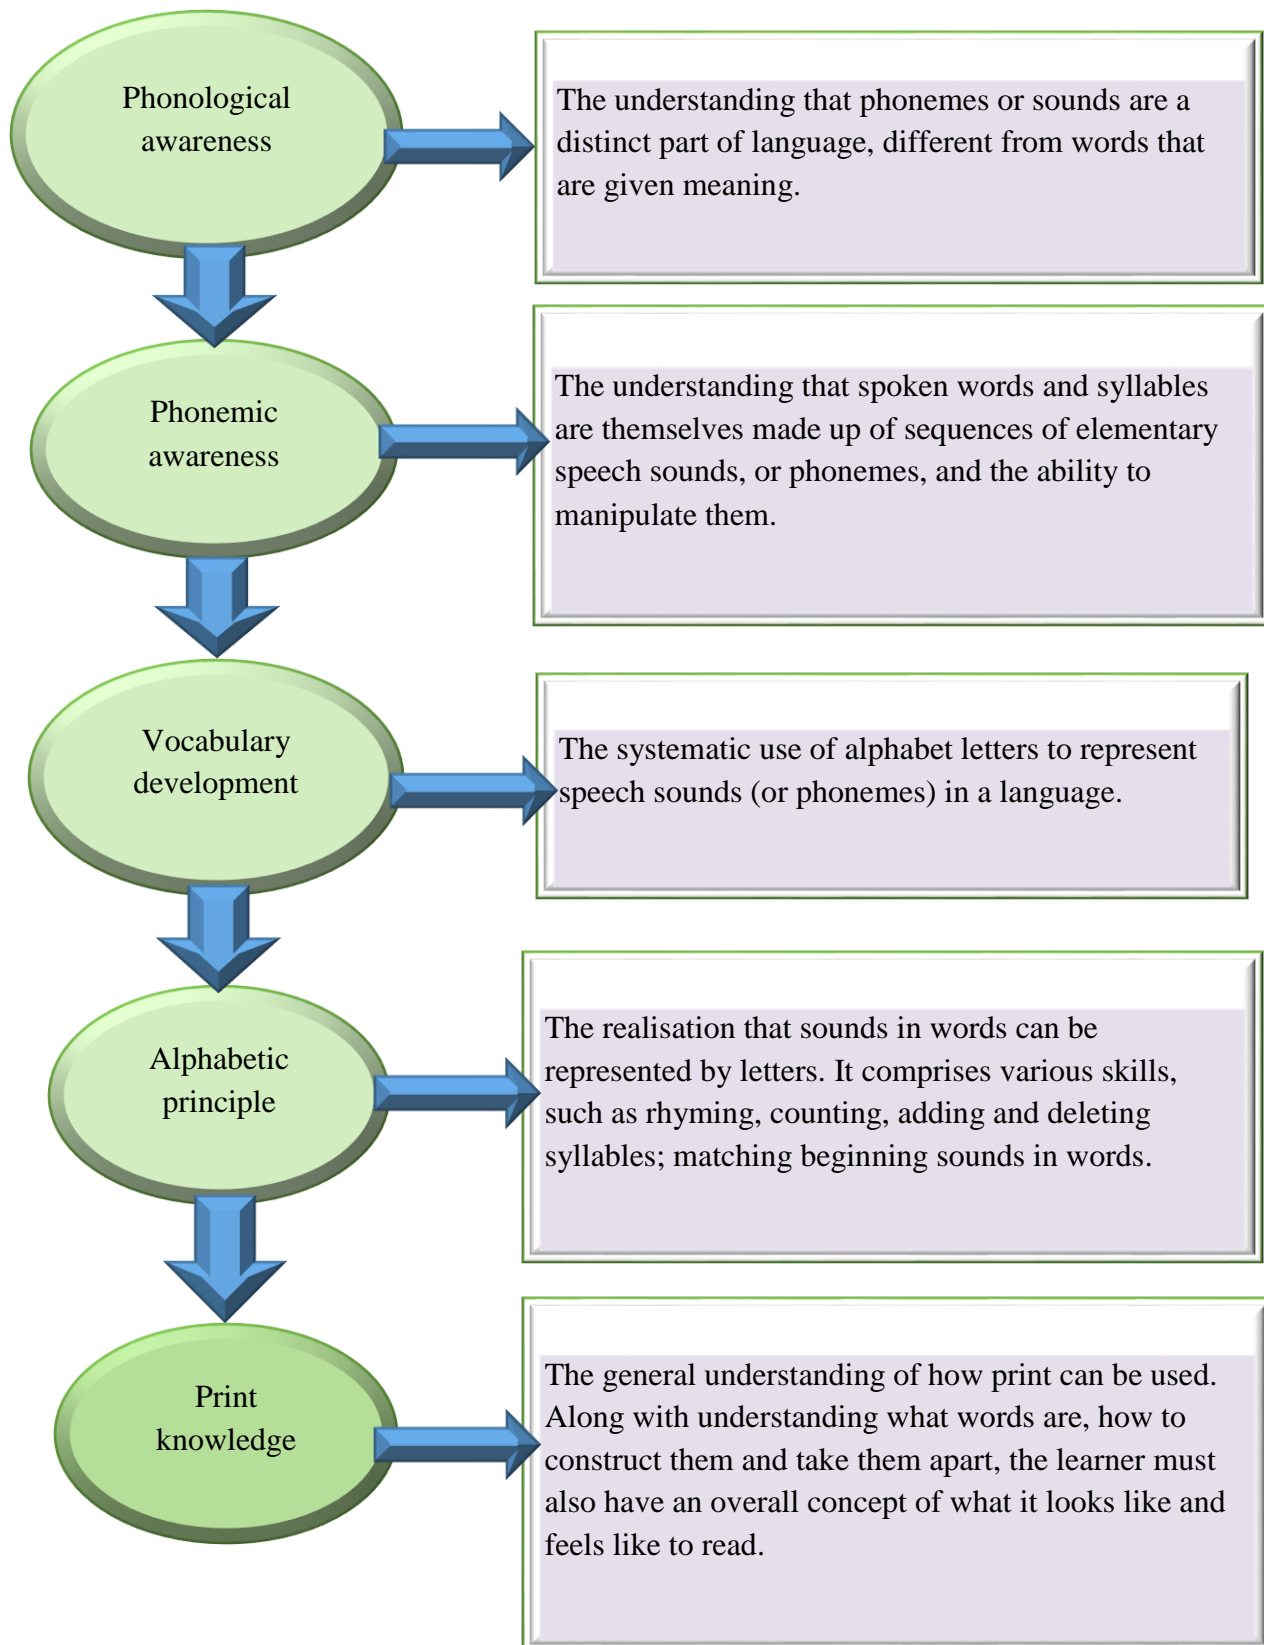 Phonological
awareness
The understanding that phonemes or sounds are a
distinct part of language, different from words that
are given meaning.
Phonemic
awareness
The understanding that spoken words and syllables
are themselves made up of sequences of elementary
speech sounds, or phonemes, and the ability to
manipulate them.
Vocabulary
development
The systematic use of alphabet letters to represent
speech sounds (or phonemes) in a language.
Alphabetic
principle
The realisation that sounds in words can be
represented by letters. It comprises various skills,
such as rhyming, counting, adding and deleting
syllables; matching beginning sounds in words.
Print
knowledge
The general understanding of how print can be used.
Along with understanding what words are, how to
construct them and take them apart, the learner must
also have an overall concept of what it looks like and
feels like to read.